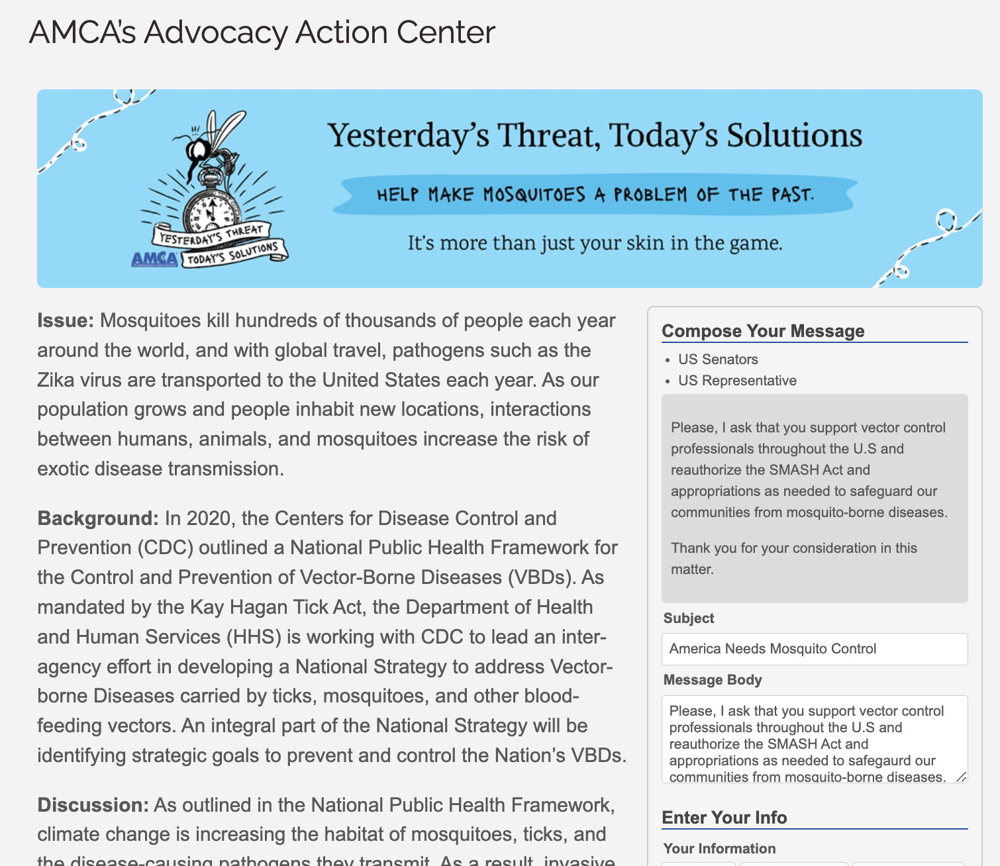 AMCA’s Advocacy Action Center
Yesterday’s Threat, Today’s Solutions
HELP MAKE MOSQUITOES A PROBLEM OF THE PAST.
It’s more than just your skin in the game.
YESTERDAY’S THREAT
AMCA TODAY’S SOLUTIONS
Issue: Mosquitoes kill hundreds of thousands of people each year
around the world, and with global travel, pathogens such as the
Zika virus are transported to the United States each year. As our
population grows and people inhabit new locations, interactions
between humans, animals, and mosquitoes increase the risk of
exotic disease transmission.
Background: In 2020, the Centers for Disease Control and
Prevention (CDC) outlined a National Public Health Framework for
the Control and Prevention of Vector-Borne Diseases (VBDs). As
mandated by the Kay Hagan Tick Act, the Department of Health
and Human Services (HHS) is working with CDC to lead an inter-
agency effort in developing a National Strategy to address Vector-
borne Diseases carried by ticks, mosquitoes, and other blood-
feeding vectors. An integral part of the National Strategy will be
identifying strategic goals to prevent and control the Nation’s VBDs.
Discussion: As outlined in the National Public Health Framework,
climate change is increasing the habitat of mosquitoes, ticks, and
the disease-causing pathogens they transmit. As a result, invasive
Compose Your Message
• US Senators
• US Representative
Please, I ask that you support vector control
professionals throughout the U.S and
reauthorize the SMASH Act and
appropriations as needed to safeguard our
communities from mosquito-borne diseases.
Thank you for your consideration in this
matter.
Subject
America Needs Mosquito Control
Message Body
Please, I ask that you support vector control
professionals throughout the U.S and
reauthorize the SMASH Act and
appropriations as needed to safegaurd our
communities from mosquito-borne diseases.
Enter Your Info
Your Information